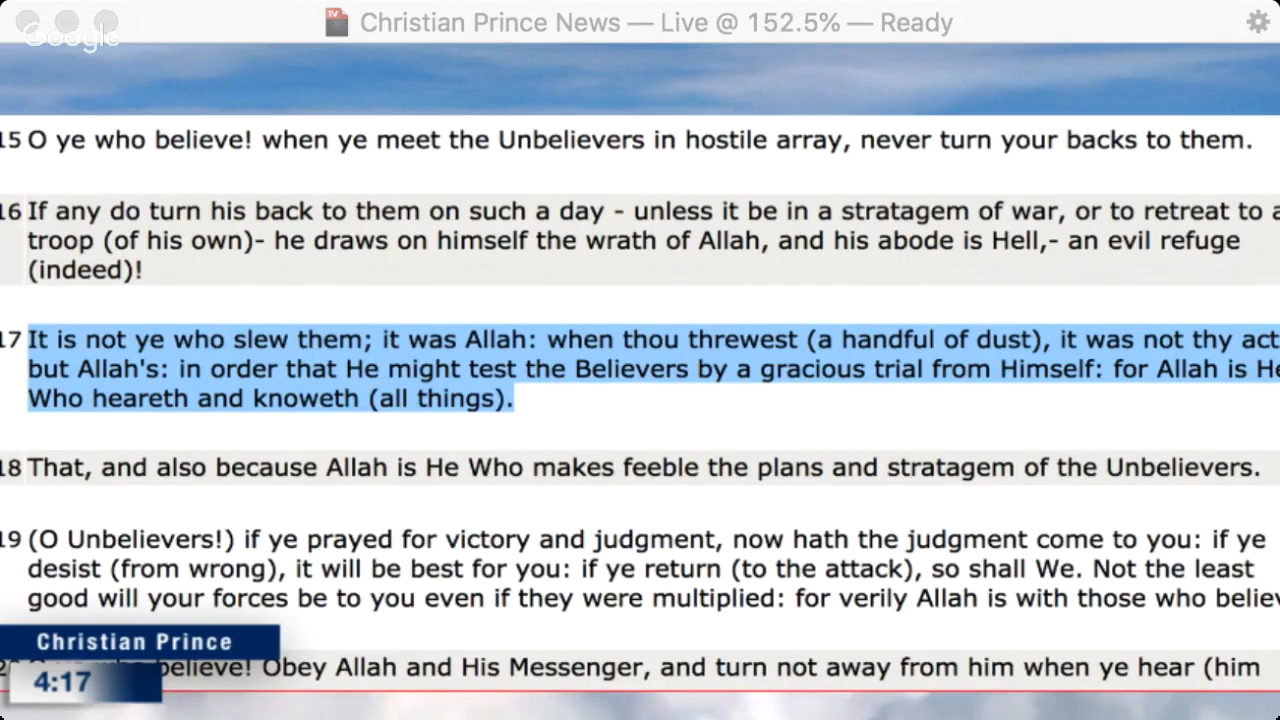 Christian Prince News — Live @ 152.5% — Ready
Google
15 O ye who believe! when ye meet the Unbelievers in hostile array, never turn your backs to them.
16 If any do turn his back to them on such a day - unless it be in a stratagem of war, or to retreat to a
troop (of his own)- he draws on himself the wrath of Allah, and his abode is Hell,- an evil refuge
(indeed)!
17 It is not ye who slew them; it was Allah: when thou threwest (a handful of dust), it was not thy act
but Allah's: in order that He might test the Believers by a gracious trial from Himself: for Allah is He
Who heareth and knoweth (all things).
18 That, and also because Allah is He Who makes feeble the plans and stratagem of the Unbelievers.
19 (O Unbelievers!) if ye prayed for victory and judgment, now hath the judgment come to you: if ye
desist (from wrong), it will be best for you: if ye return (to the attack), so shall We. Not the least
good will your forces be to you even if they were multiplied: for verily Allah is with those who believ
believe! Obey Allah and His Messenger, and turn not away from him when ye hear (him
Christian Prince
4:17
TV